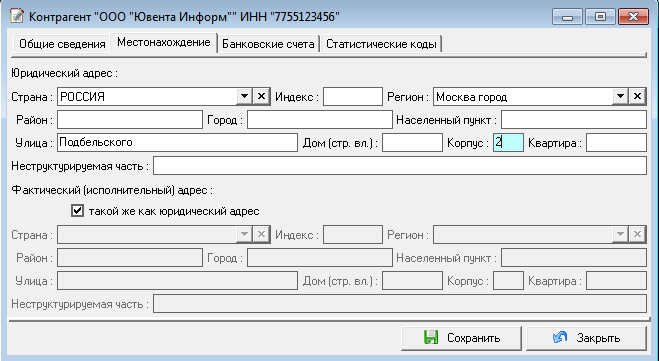 Контрагент "ООО "Ювента Информ"" ИНН "7755123456"
Общие сведения Местонахождение Банковские счета Статистические коды
Юридический адрес :
Страна : РОССИЯ Индекс : Регион : Москва город
Район : Город : Населенный пункт :
Улица : Подбельского Дом (стр. вл.) : Корпус : 2 Квартира :
Неструктурируемая часть :
Фактический (исполнительный) адрес :
такой же как юридический адрес
Страна : Индекс : Регион :
Район : Город : Населенный пункт :
Улица : Дом (стр. вл.) : Корпус : Квартира :
Неструктурируемая часть :
Сохранить Закрыть